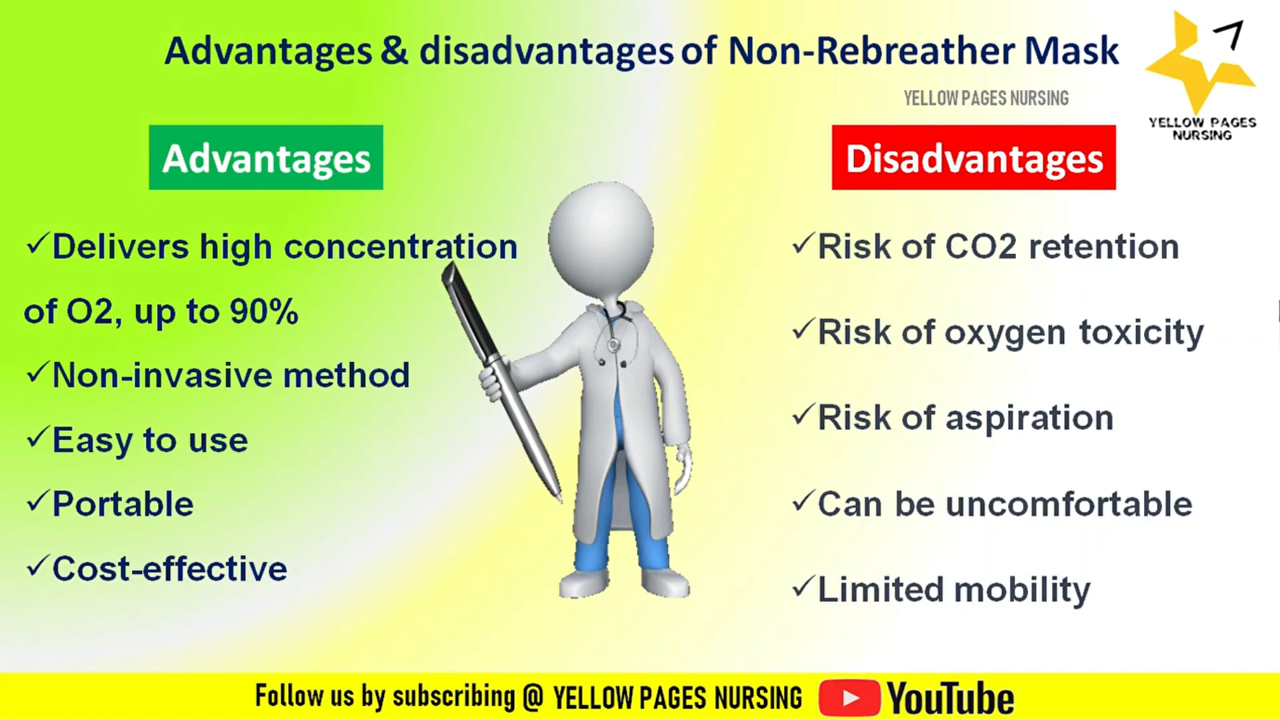 Advantages & disadvantages of Non-Rebreather Mask
YELLOW PAGES NURSING
YELLOW PAGES
NURSING
Advantages
✓Delivers high concentration
of O2, up to 90%
✓Non-invasive method
✓Easy to use
✓Portable
✓Cost-effective
Disadvantages
✓Risk of CO2 retention
✓Risk of oxygen toxicity
✓Risk of aspiration
✓Can be uncomfortable
✓Limited mobility
Follow us by subscribing @ YELLOW PAGES NURSING YouTube